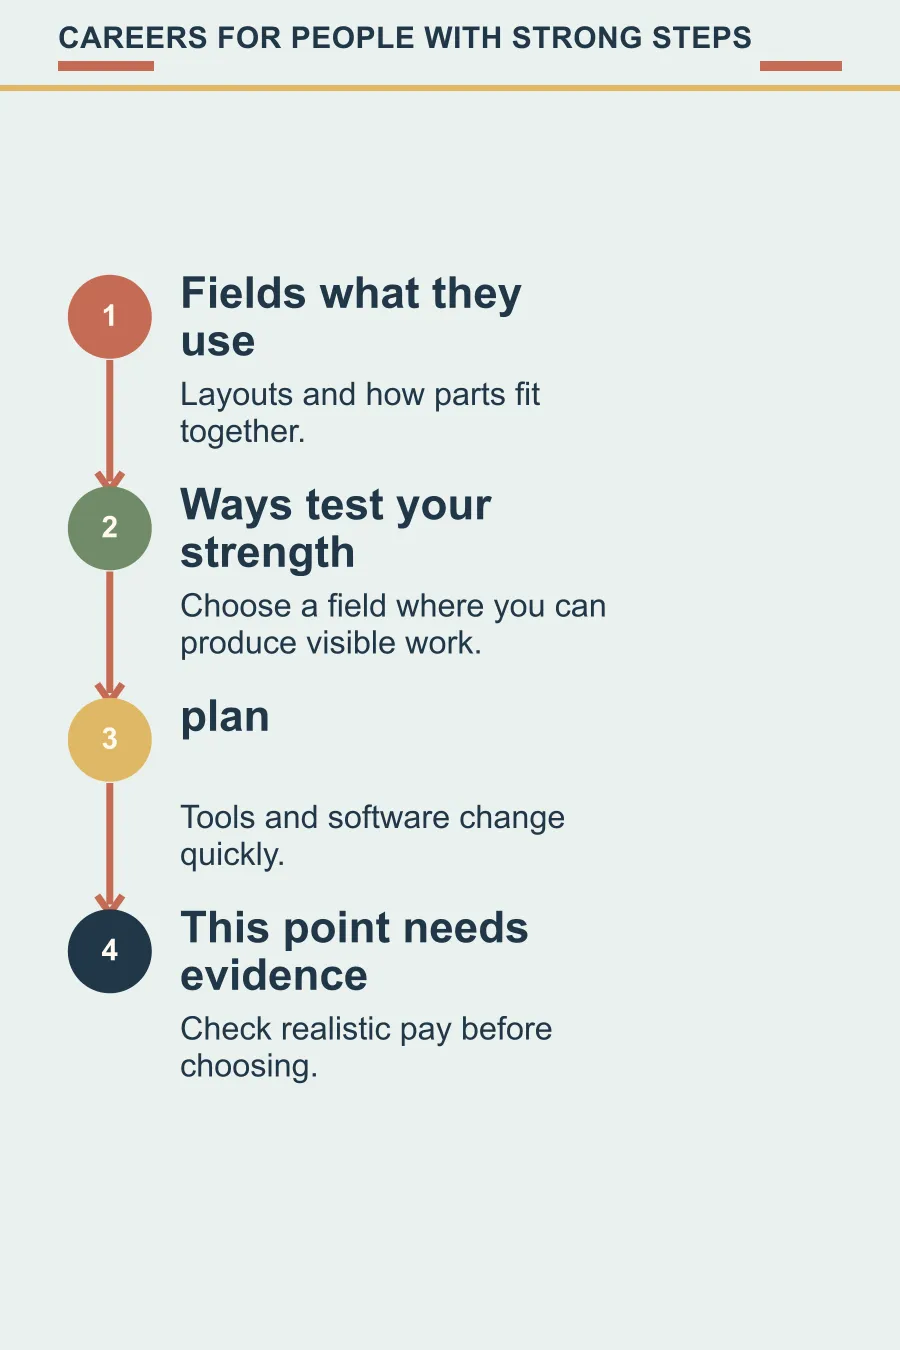 CAREERS FOR PEOPLE WITH STRONG STEPS
1
Fields what they
use
Layouts and how parts fit
together.
2
Ways test your
strength
Choose a field where you can
produce visible work.
3
plan
Tools and software change
quickly.
4
This point needs
evidence
Check realistic pay before
choosing.